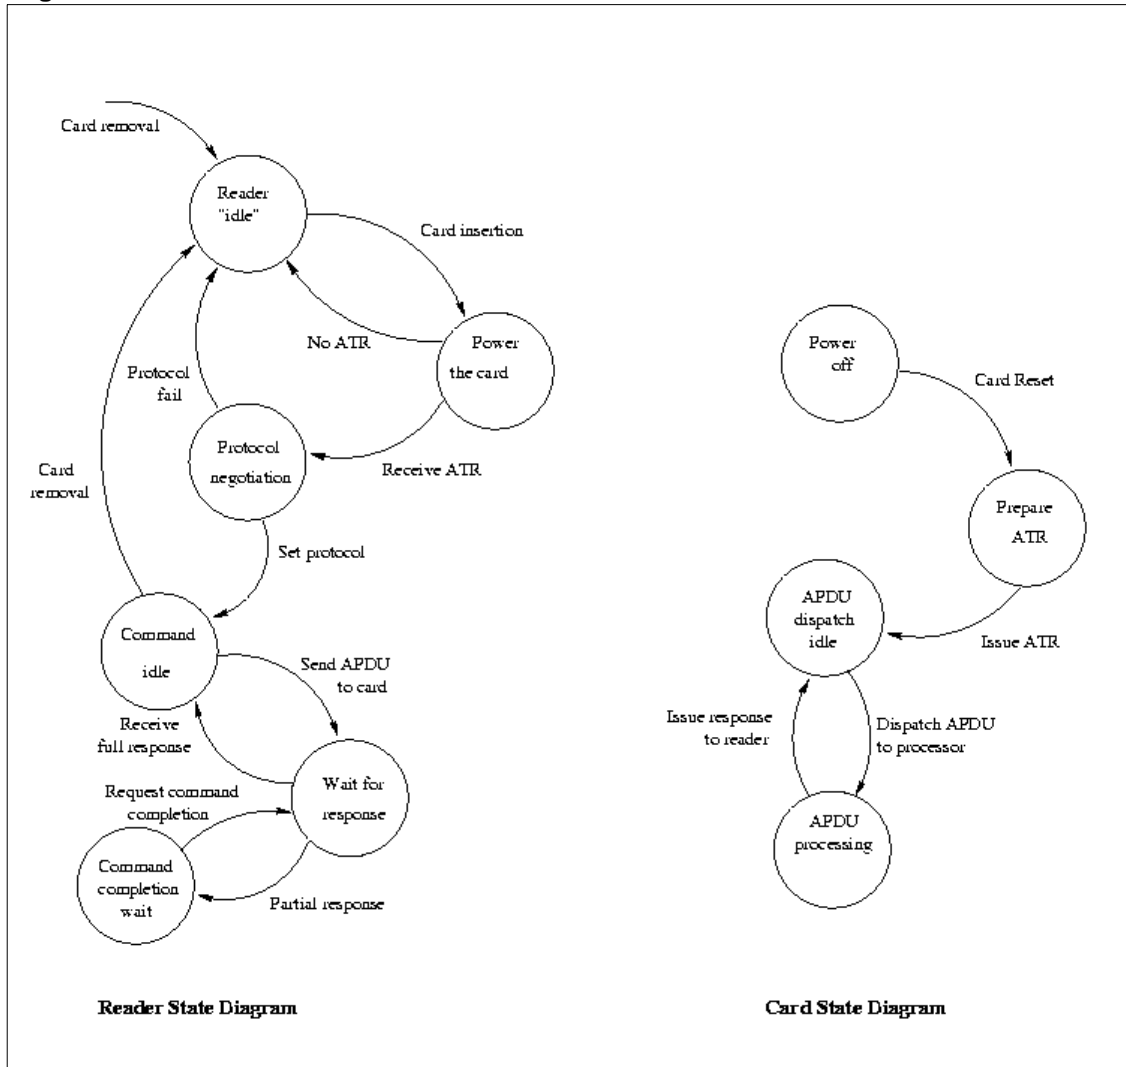 Card removal
Reader
"idle"
Card insertion
No ATR
Power
the card
Protocol
fail
Protocol
negotiation
Receive ATR
Card
removal
Set protocol
Command
idle
Send APDU
to card
Receive
full response
Wait for
response
Request command
completion
Command
completion
wait
Partial response
Reader State Diagram
Power
off
Card Reset
Prepare
ATR
APDU
dispatch
idle
Issue ATR
Issue response
to reader
Dispatch APDU
to processor
APDU
processing
Card State Diagram